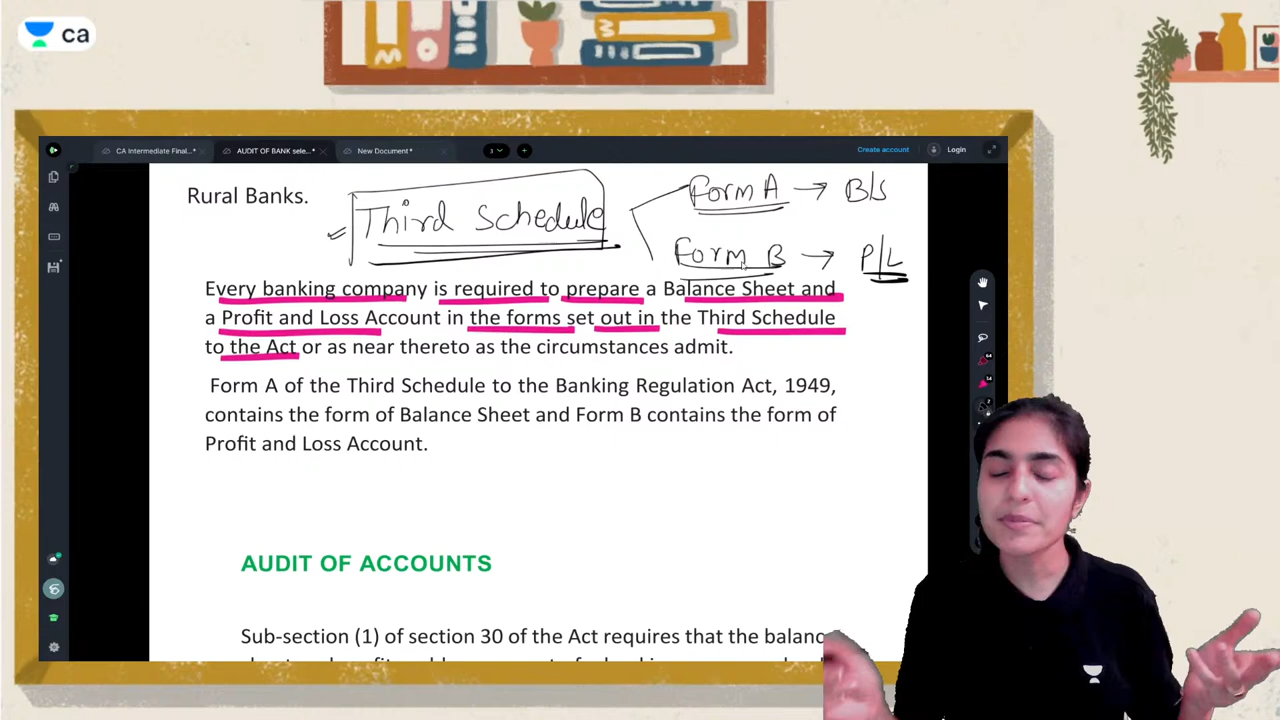 ca
CA Intermediate Final...*
AUDIT OF BANK sele...*
New Document*
Create account
Login
Rural Banks.
Third Schedule
Form A → B/S
Form B → P/L
Every banking company is required to prepare a Balance Sheet and
a Profit and Loss Account in the forms set out in the Third Schedule
to the Act or as near thereto as the circumstances admit.
Form A of the Third Schedule to the Banking Regulation Act, 1949,
contains the form of Balance Sheet and Form B contains the form of
Profit and Loss Account.
AUDIT OF ACCOUNTS
Sub-section (1) of section 30 of the Act requires that the balance